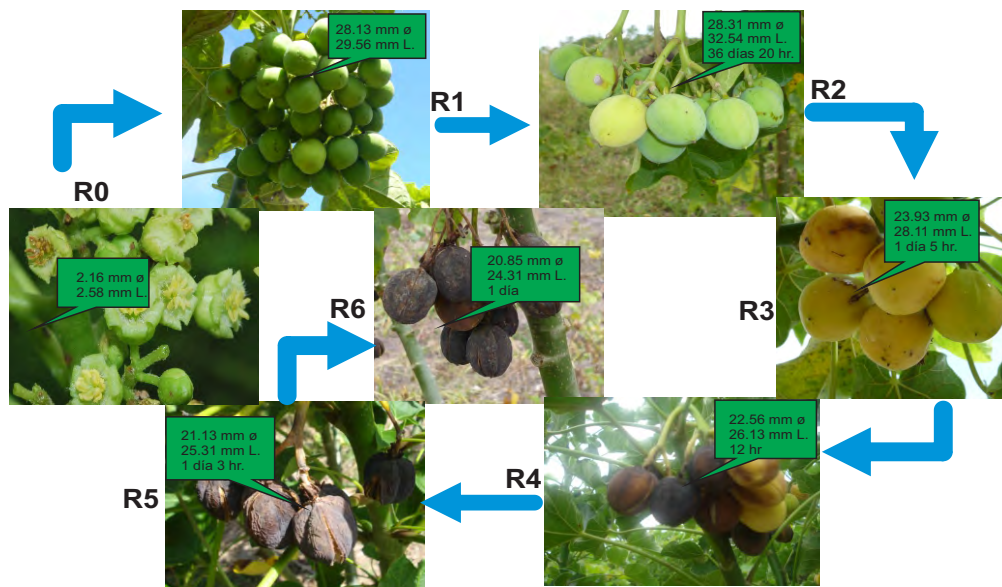 28.13 mm ø
29.56 mm L.
28.31 mm ø
32.54 mm L.
36 días 20 hr.
R1
R2
R0
2.16 mm ø
2.58 mm L.
20.85 mm ø
24.31 mm L.
1 día
R6
23.93 mm ø
28.11 mm L.
1 día 5 hr.
R3
21.13 mm ø
25.31 mm L.
1 día 3 hr.
R5
22.56 mm ø
26.13 mm L.
12 hr
R4